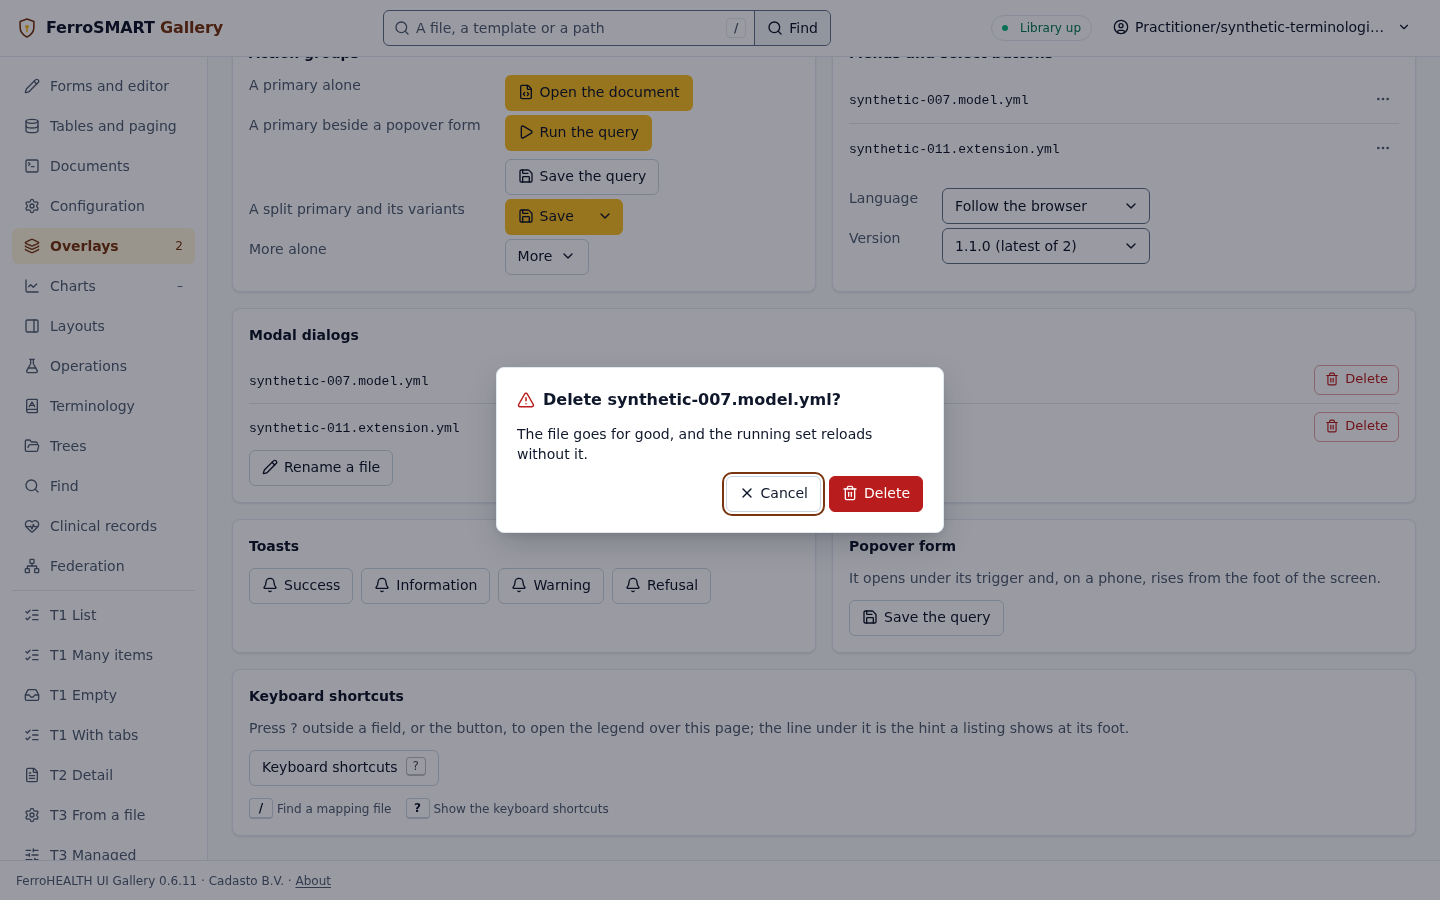 FerroSMART Gallery
A file, a template or a path
/
Find
Library up
Practitioner/synthetic-terminologi...
Forms and editor
Tables and paging
Documents
Configuration
Overlays 2
Charts –
Layouts
Operations
Terminology
Trees
Find
Clinical records
Federation
T1 List
T1 Many items
T1 Empty
T1 With tabs
T2 Detail
T3 From a file
T3 Managed
A primary alone
Open the document
A primary beside a popover form
Run the query
Save the query
A split primary and its variants
Save
More alone
More
synthetic-007.model.yml
synthetic-011.extension.yml
Language
Follow the browser
Version
1.1.0 (latest of 2)
Modal dialogs
synthetic-007.model.yml
Delete
synthetic-011.extension.yml
Delete
Rename a file
Delete synthetic-007.model.yml?
The file goes for good, and the running set reloads
without it.
Cancel
Delete
Toasts
Success
Information
Warning
Refusal
Popover form
It opens under its trigger and, on a phone, rises from the foot of the screen.
Save the query
Keyboard shortcuts
Press ? outside a field, or the button, to open the legend over this page; the line under it is the hint a listing shows at its foot.
Keyboard shortcuts ?
/ Find a mapping file ? Show the keyboard shortcuts
FerroHEALTH UI Gallery 0.6.11 · Cadasto B.V. · About